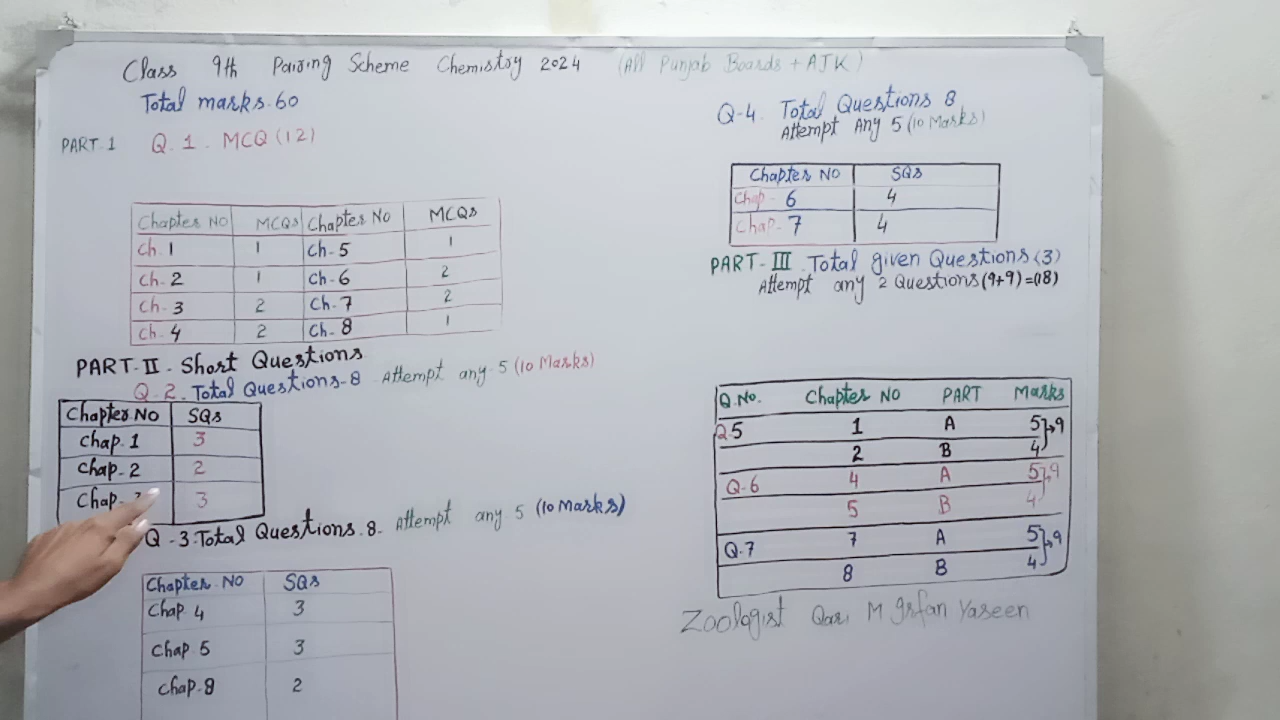 Class 9th Pairing Scheme Chemistry 2024 (All Punjab Boards + AJK)
Total marks. 60
PART-1 Q.1. MCQ (12)
Chapter NO MCQs Chapter NO MCQs
Ch. 1 1 Ch-5 1
Ch. 2 1 Ch-6 2
Ch. 3 2 Ch-7 2
Ch-4 2 Ch-8 1
PART-II. Short Questions
Q.2. Total Questions-8. Attempt any 5 (10 Marks)
Chapter No SQs
Chap. 1 3
Chap-2 2
Chap- 3
Q-3. Total Questions. 8. Attempt any 5 (10 Marks)
Chapter. NO SQs
Chap. 4 3
Chap 5 3
Chap-8 2
Q-4. Total Questions 8
Attempt Any 5 (10 Marks)
Chapter NO SQs
Chap- 6 4
Chap- 7 4
PART-III Total given Questions (3)
Attempt any 2 Questions (9+9)=(18)
Q.No. Chapter NO PART Marks
Q.5 1 A 5
2 B 4 9
Q-6 4 A 5
5 B 4 9
Q.7 7 A 5
8 B 4 9
Zoologist Qari M Irfan Yaseen